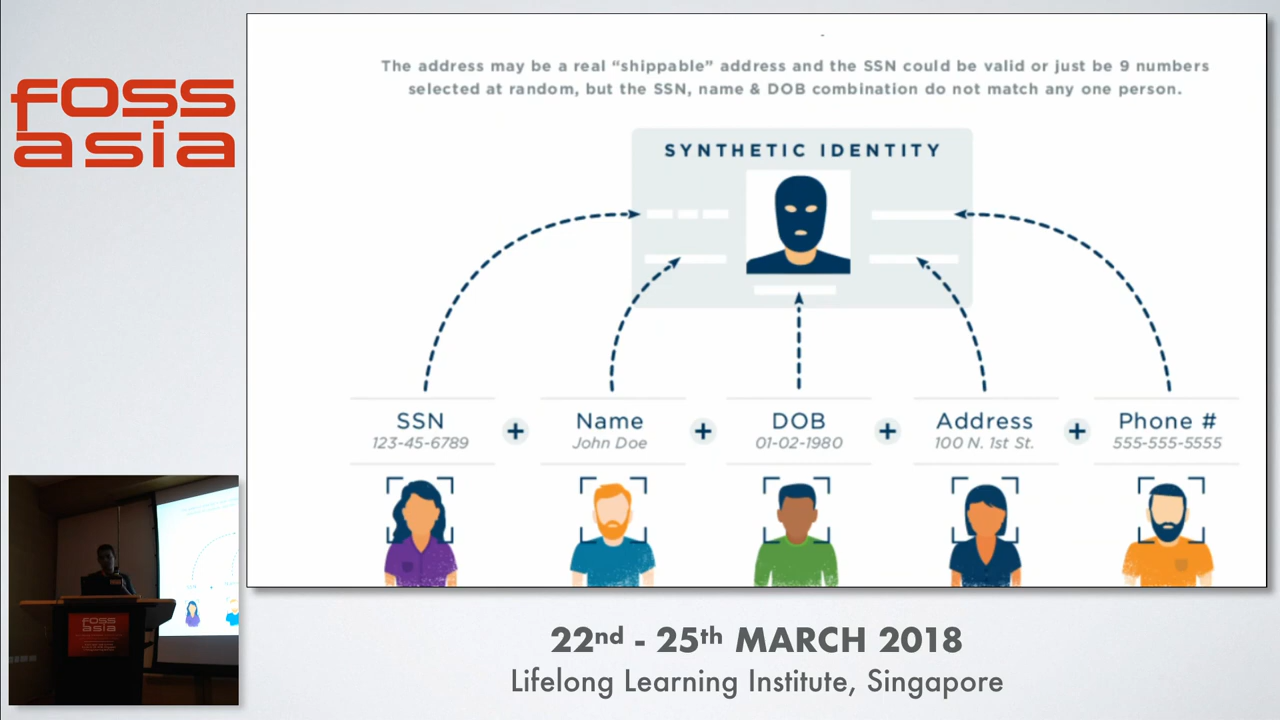 foss
asia
The address may be a real “shippable” address and the SSN could be valid or just be 9 numbers
selected at random, but the SSN, name & DOB combination do not match any one person.
SYNTHETIC IDENTITY
SSN
123-45-6789
+
Name
John Doe
+
DOB
01-02-1980
+
Address
100 N. 1st St.
+
Phone #
555-555-5555
foss
asia
22nd - 25th MARCH 2018
Lifelong Learning Institute, Singapore